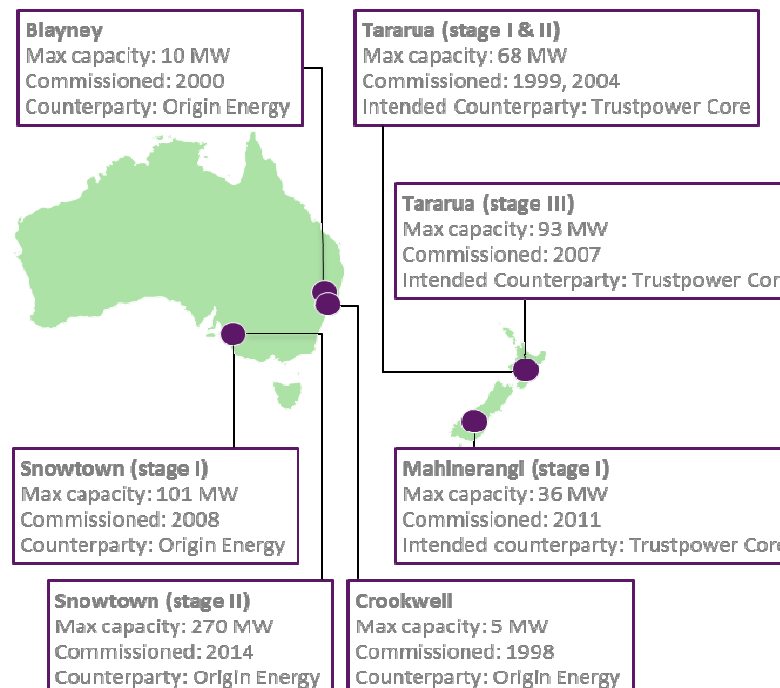 Blayney
Max capacity: 10 MW
Commissioned: 2000
Counterparty: Origin Energy
Tararua (stage I & II)
Max capacity: 68 MW
Commissioned: 1999, 2004
Intended Counterparty: Trustpower Core
Tararua (stage III)
Max capacity: 93 MW
Commissioned: 2007
Intended Counterparty: Trustpower Cor
Snowtown (stage I)
Max capacity: 101 MW
Commissioned: 2008
Counterparty: Origin Energy
Mahinerangi (stage I)
Max capacity: 36 MW
Commissioned: 2011
Intended counterparty: Trustpower Core
Snowtown (stage II)
Max capacity: 270 MW
Commissioned: 2014
Counterparty: Origin Energy
Crookwell
Max capacity: 5 MW
Commissioned: 1998
Counterparty: Origin Energy